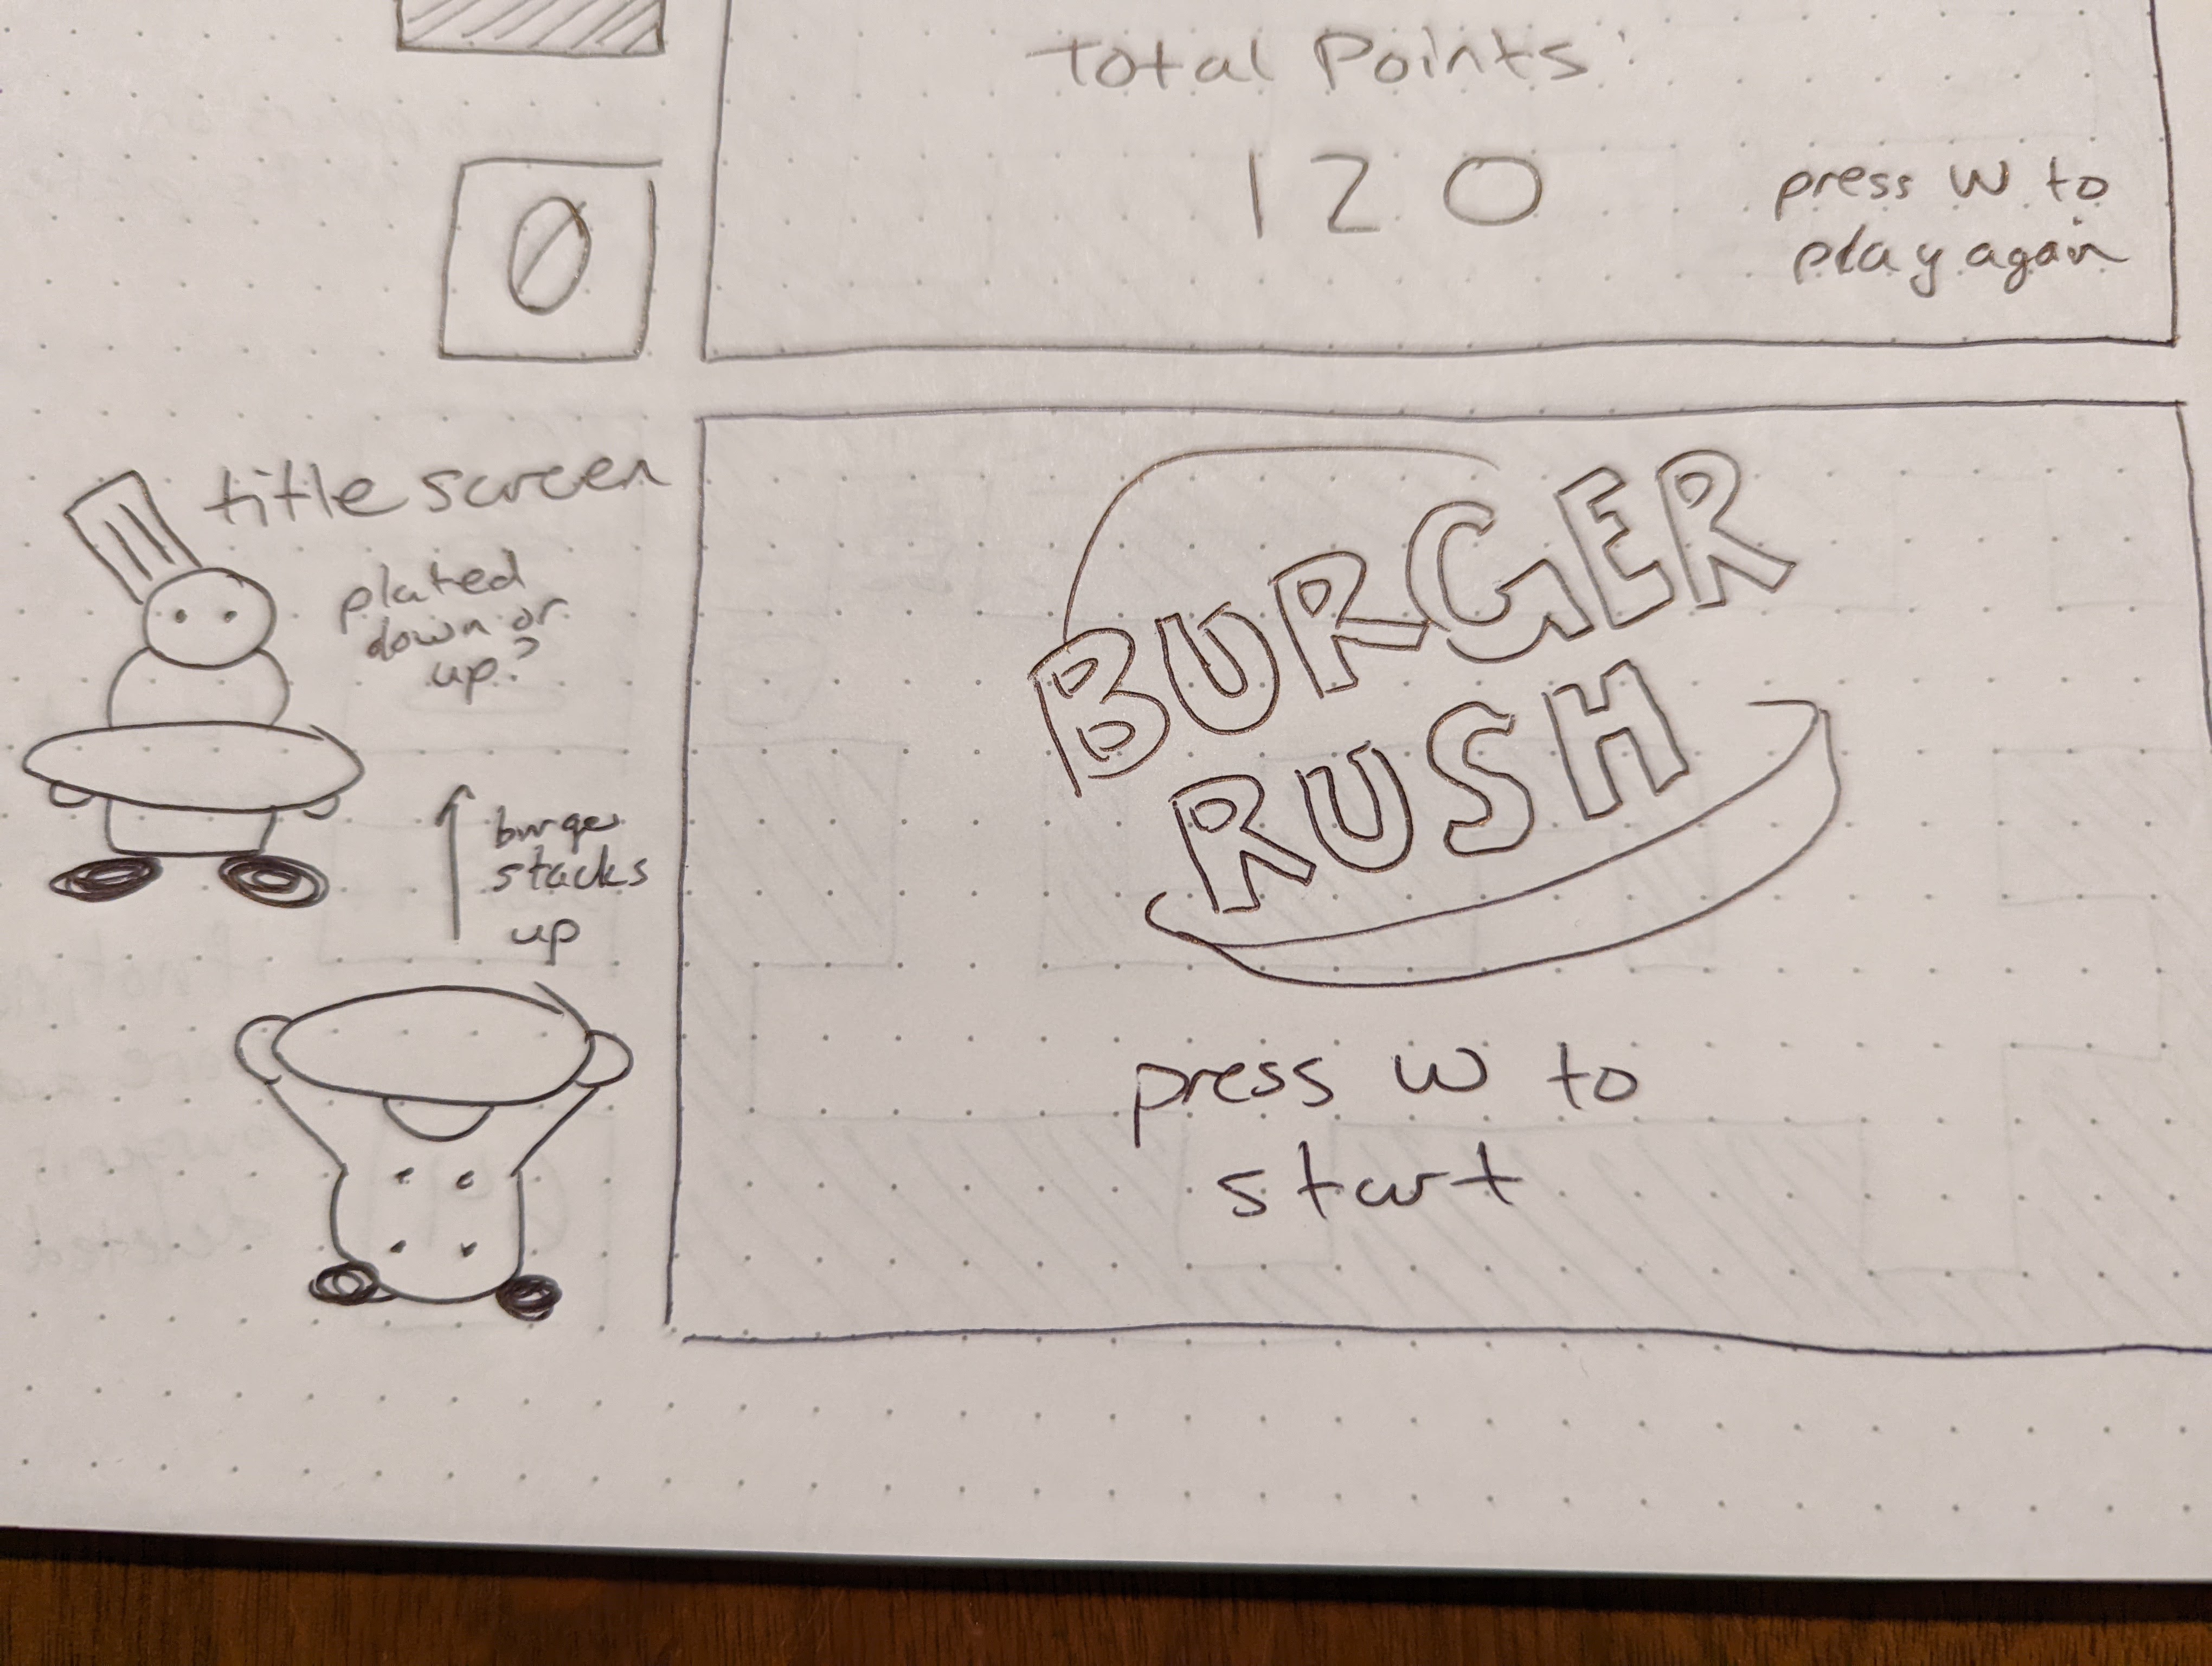 Total Points:
120
press W to
play again
0
title screen
plated
down or
up?
burger
stacks
up
BURGER
RUSH
press W to
start